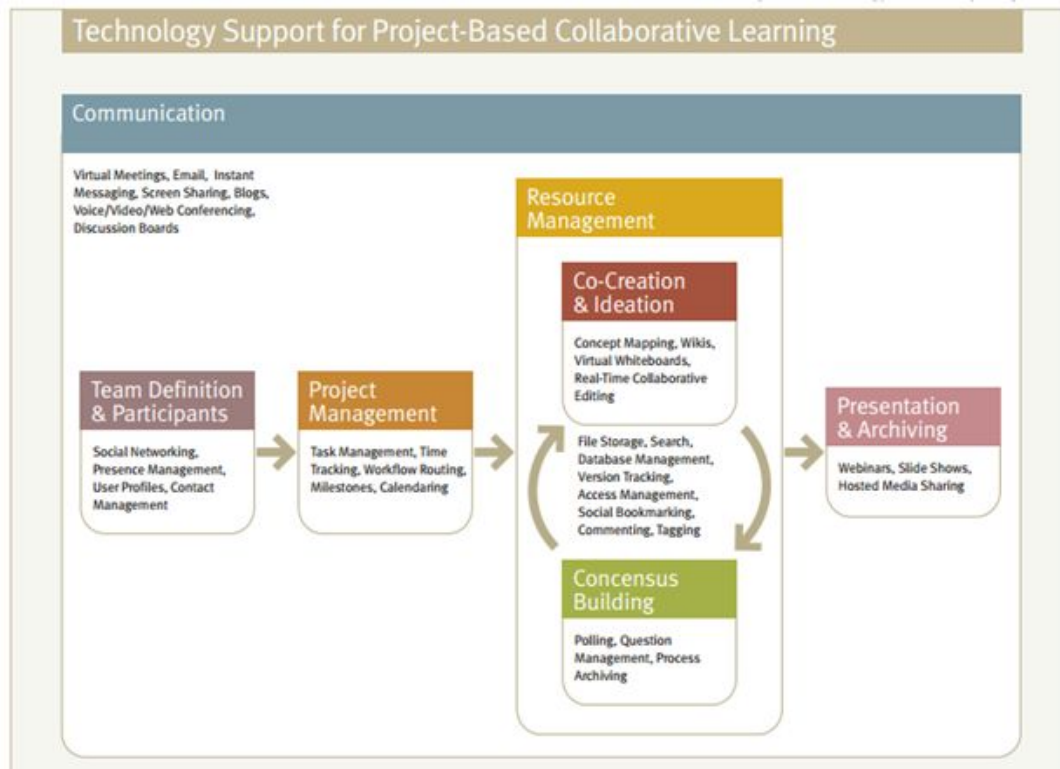 Technology Support for Project-Based Collaborative Learning
Communication
Virtual Meetings, Email, Instant
Messaging, Screen Sharing, Blogs,
Voice/Video/Web Conferencing,
Discussion Boards
Team Definition
& Participants
Social Networking,
Presence Management,
User Profiles, Contact
Management
Project
Management
Task Management, Time
Tracking, Workflow Routing,
Milestones, Calendaring
Resource
Management
Co-Creation
& Ideation
Concept Mapping, Wikis,
Virtual Whiteboards,
Real-Time Collaborative
Editing
File Storage, Search,
Database Management,
Version Tracking,
Access Management,
Social Bookmarking,
Commenting, Tagging
Concensus
Building
Polling, Question
Management, Process
Archiving
Presentation
& Archiving
Webinars, Slide Shows,
Hosted Media Sharing